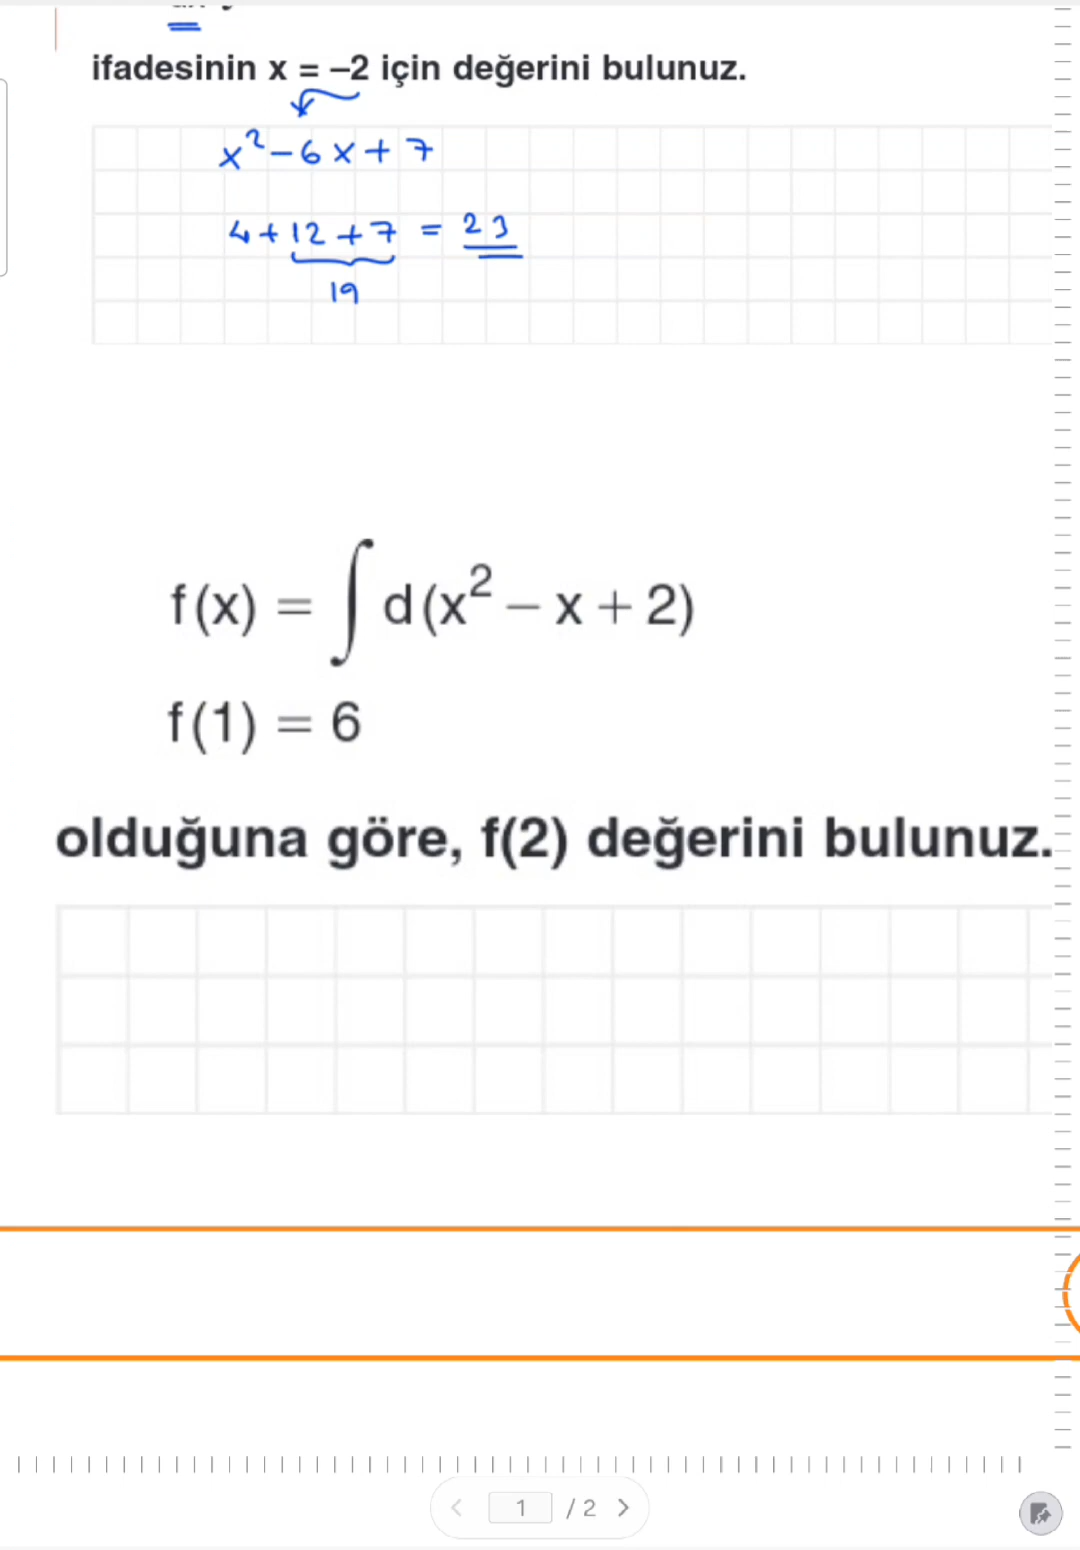 ifadesinin x = –2 için değerini bulunuz.
x² – 6x + 7
4 + 12 + 7 = 23
19
f(x) = ∫ d(x² – x + 2)
f(1) = 6
olduğuna göre, f(2) değerini bulunuz.
1 / 2